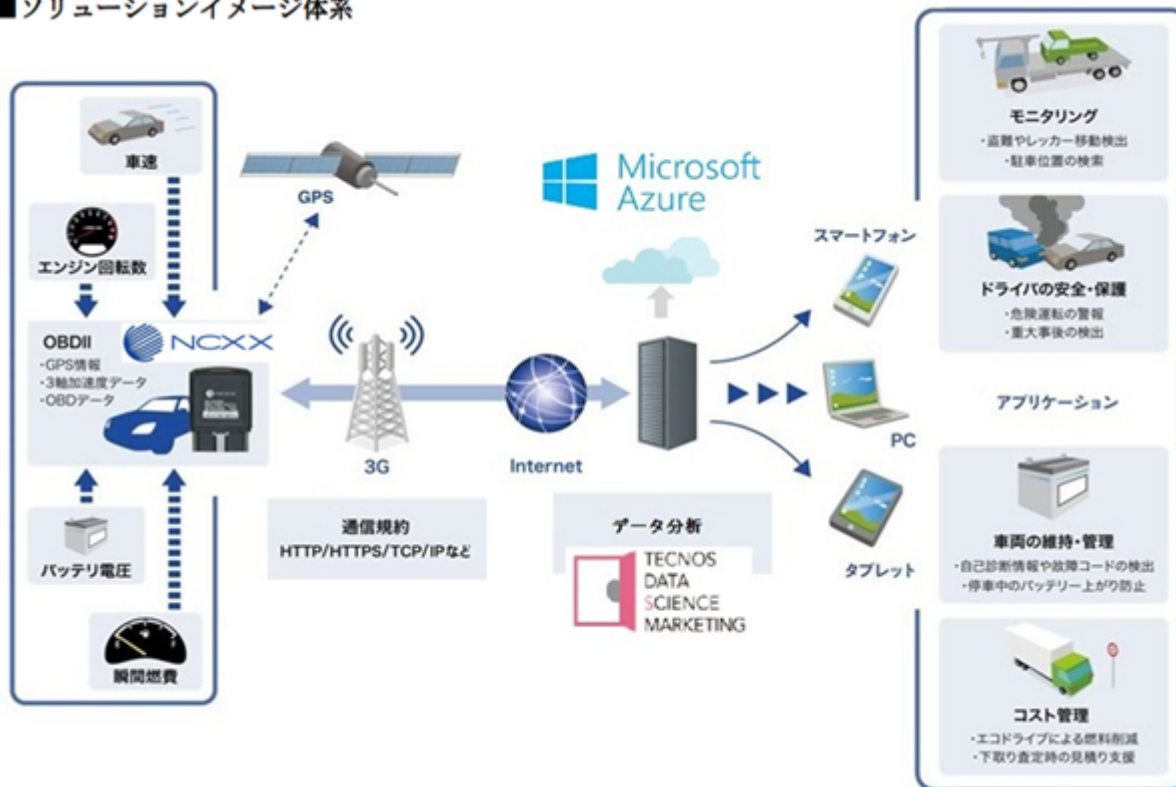 ■ソリューションイメージ体系
車速
エンジン回転数
OBDII
・GPS情報
・3軸加速度データ
・OBDデータ
NCXX
バッテリ電圧
瞬間燃費
GPS
3G
Internet
通信規約
HTTP/HTTPS/TCP/IPなど
Microsoft
Azure
データ分析
TECNOS
DATA
SCIENCE
MARKETING
スマートフォン
PC
タブレット
アプリケーション
モニタリング
・盗難やレッカー移動検出
・駐車位置の検索
ドライバの安全・保護
・危険運転の警報
・重大事後の検出
車両の維持・管理
・自己診断情報や故障コードの検出
・停車中のバッテリー上がり防止
コスト管理
・エコドライブによる燃料削減
・下取り査定時の見積り支援